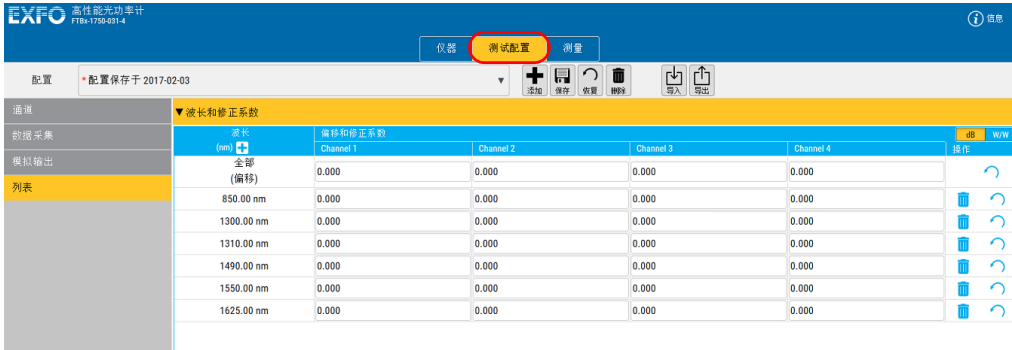 EXFO 高性能光功率计
FTBx-1750-031-4
i 信息
仪器 测试配置 测量
配置 *配置保存于 2017-02-03
添加 保存 恢复 删除 导入 导出
通道
数据采集
模拟输出
列表
▼波长和修正系数
波长 偏移和修正系数 dB W/W
(nm) Channel 1 Channel 2 Channel 3 Channel 4 操作
全部
(偏移) 0.000 0.000 0.000 0.000
850.00 nm 0.000 0.000 0.000 0.000
1300.00 nm 0.000 0.000 0.000 0.000
1310.00 nm 0.000 0.000 0.000 0.000
1490.00 nm 0.000 0.000 0.000 0.000
1550.00 nm 0.000 0.000 0.000 0.000
1625.00 nm 0.000 0.000 0.000 0.000